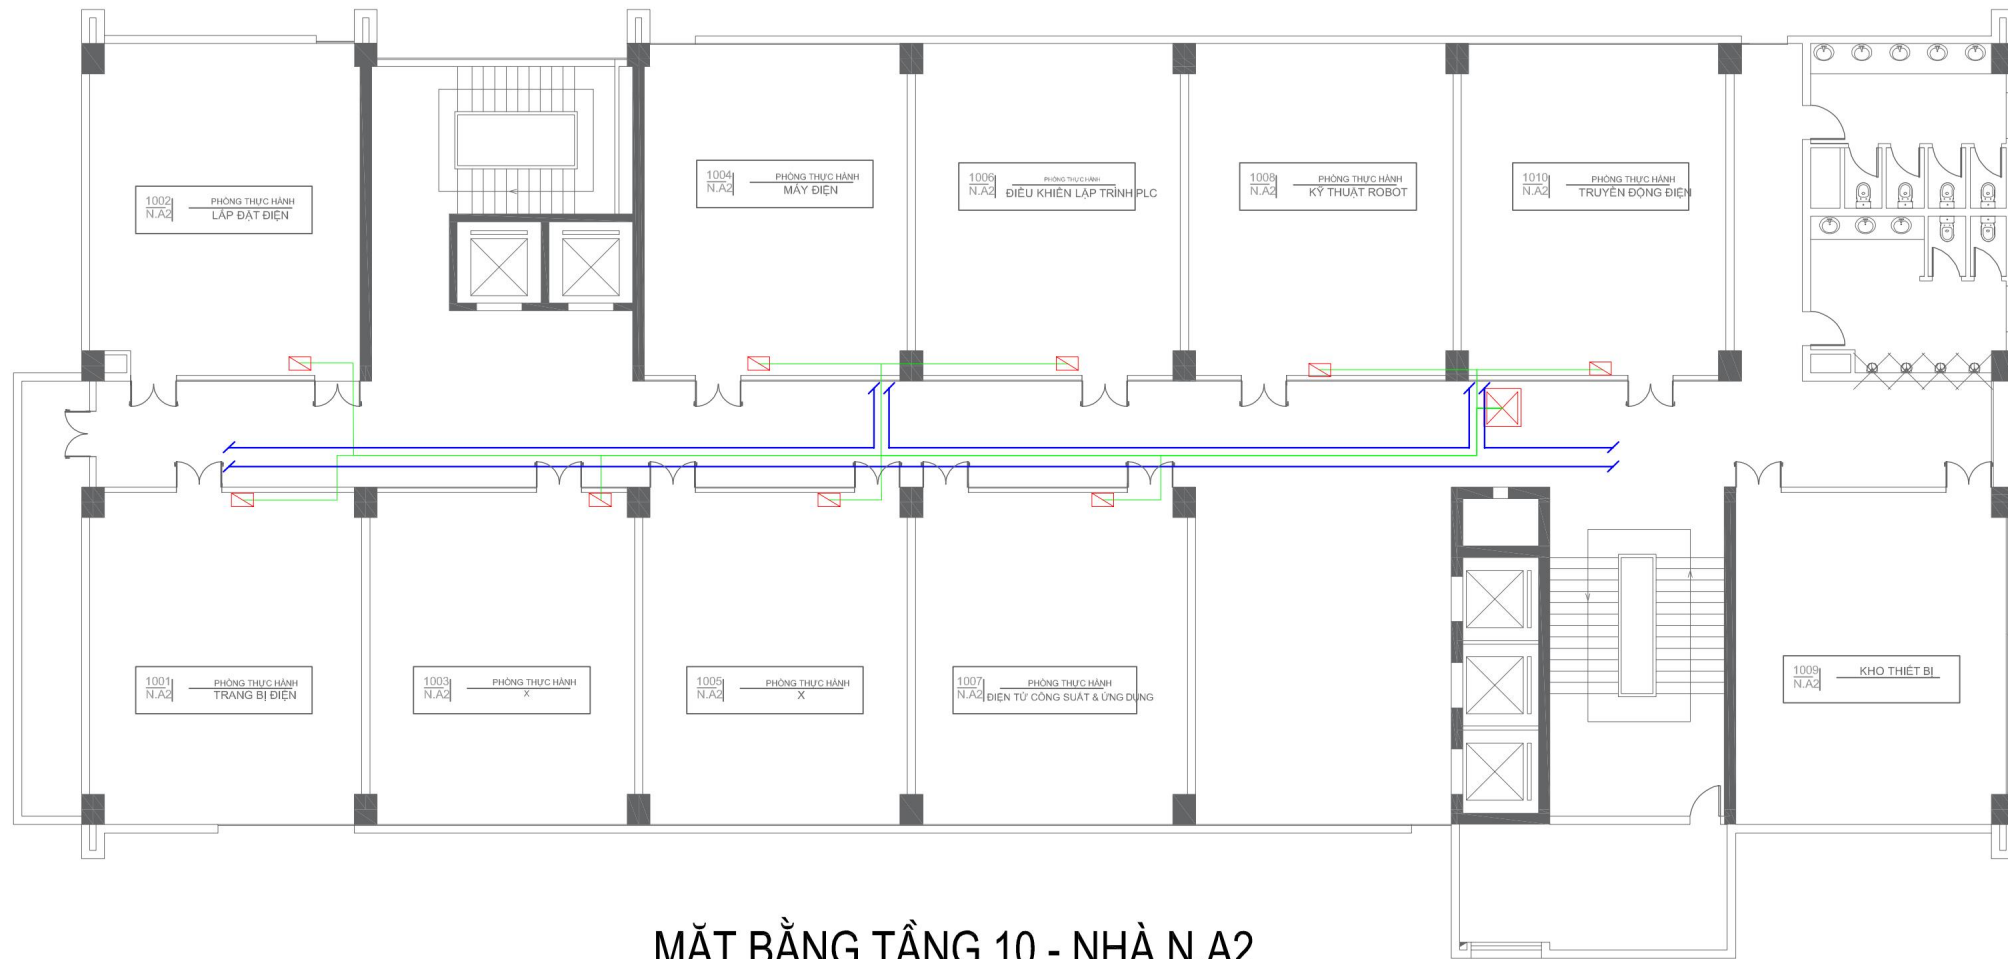 1002
N.A2
PHÒNG THỰC HÀNH
LẮP ĐẶT ĐIỆN
1004
N.A2
PHÒNG THỰC HÀNH
MÁY ĐIỆN
1006
N.A2
PHÒNG THỰC HÀNH
ĐIỀU KHIỂN LẬP TRÌNH PLC
1008
N.A2
PHÒNG THỰC HÀNH
KỸ THUẬT ROBOT
1010
N.A2
PHÒNG THỰC HÀNH
TRUYỀN ĐỘNG ĐIỆN
1001
N.A2
PHÒNG THỰC HÀNH
TRANG BỊ ĐIỆN
1003
N.A2
PHÒNG THỰC HÀNH
X
1005
N.A2
PHÒNG THỰC HÀNH
X
1007
N.A2
PHÒNG THỰC HÀNH
ĐIỆN TỬ CÔNG SUẤT & ỨNG DỤNG
1009
N.A2
KHO THIẾT BỊ
MẶT BẰNG TẦNG 10 - NHÀ N.A2